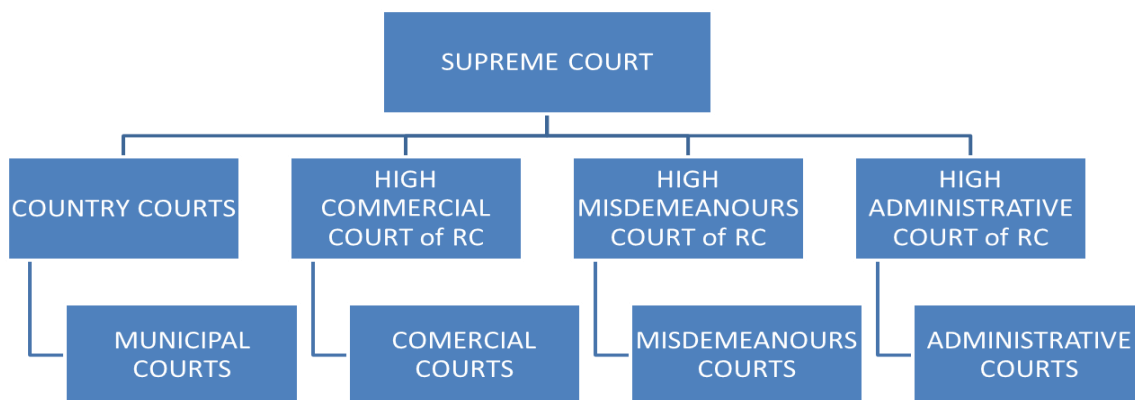 SUPREME COURT
COUNTRY COURTS
HIGH
COMMERCIAL
COURT of RC
HIGH
MISDEMEANOURS
COURT of RC
HIGH
ADMINISTRATIVE
COURT of RC
MUNICIPAL
COURTS
COMERCIAL
COURTS
MISDEMEANOURS
COURTS
ADMINISTRATIVE
COURTS